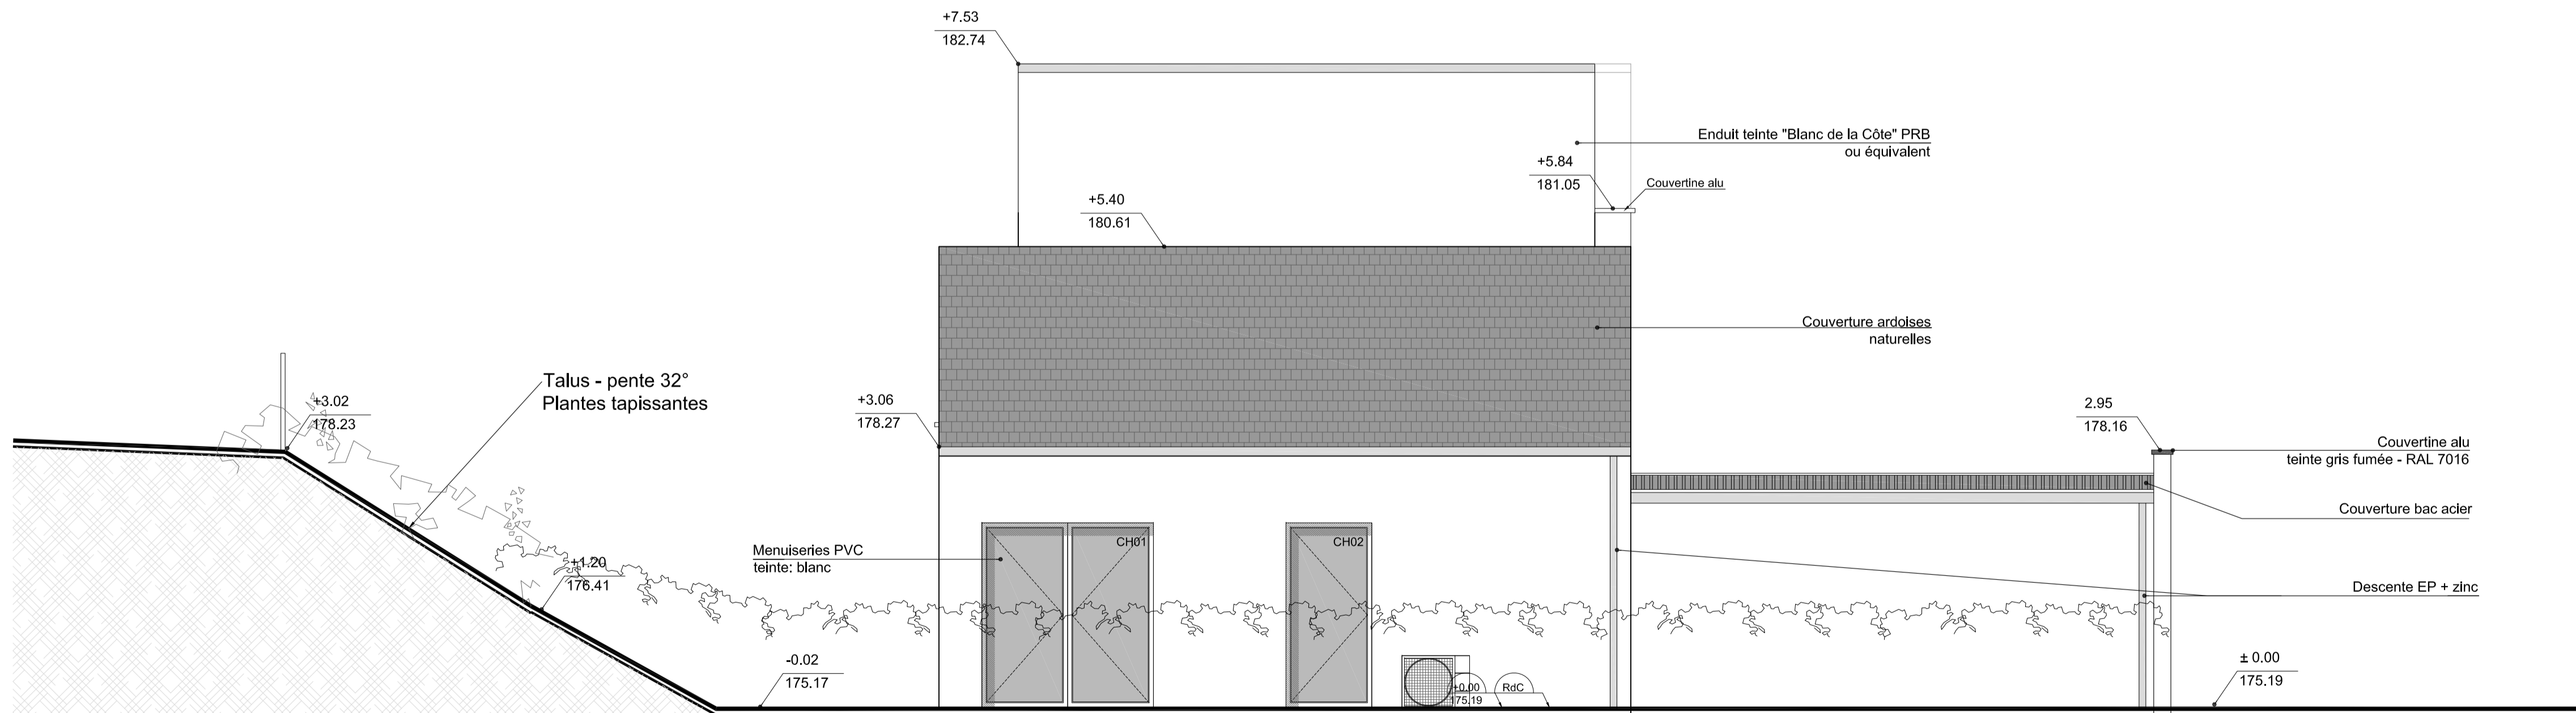 +7.53
182.74
Enduit teinte "Blanc de la Côte" PRB
ou équivalent
+5.84
181.05
Couvertine alu
+5.40
180.61
Couverture ardoises
naturelles
Talus - pente 32°
Plantes tapissantes
+3.02
178.23
+3.06
178.27
2.95
178.16
Couvertine alu
teinte gris fumée - RAL 7016
Couverture bac acier
CH01
CH02
Menuiseries PVC
teinte: blanc
+1.20
176.41
Descente EP + zinc
-0.02
175.17
+0.00
175.19
RdC
± 0.00
175.19